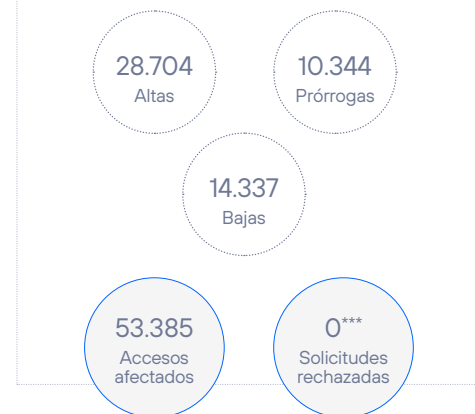 28.704
Altas
10.344
Prórrogas
14.337
Bajas
53.385
Accesos
afectados
0***
Solicitudes
rechazadas